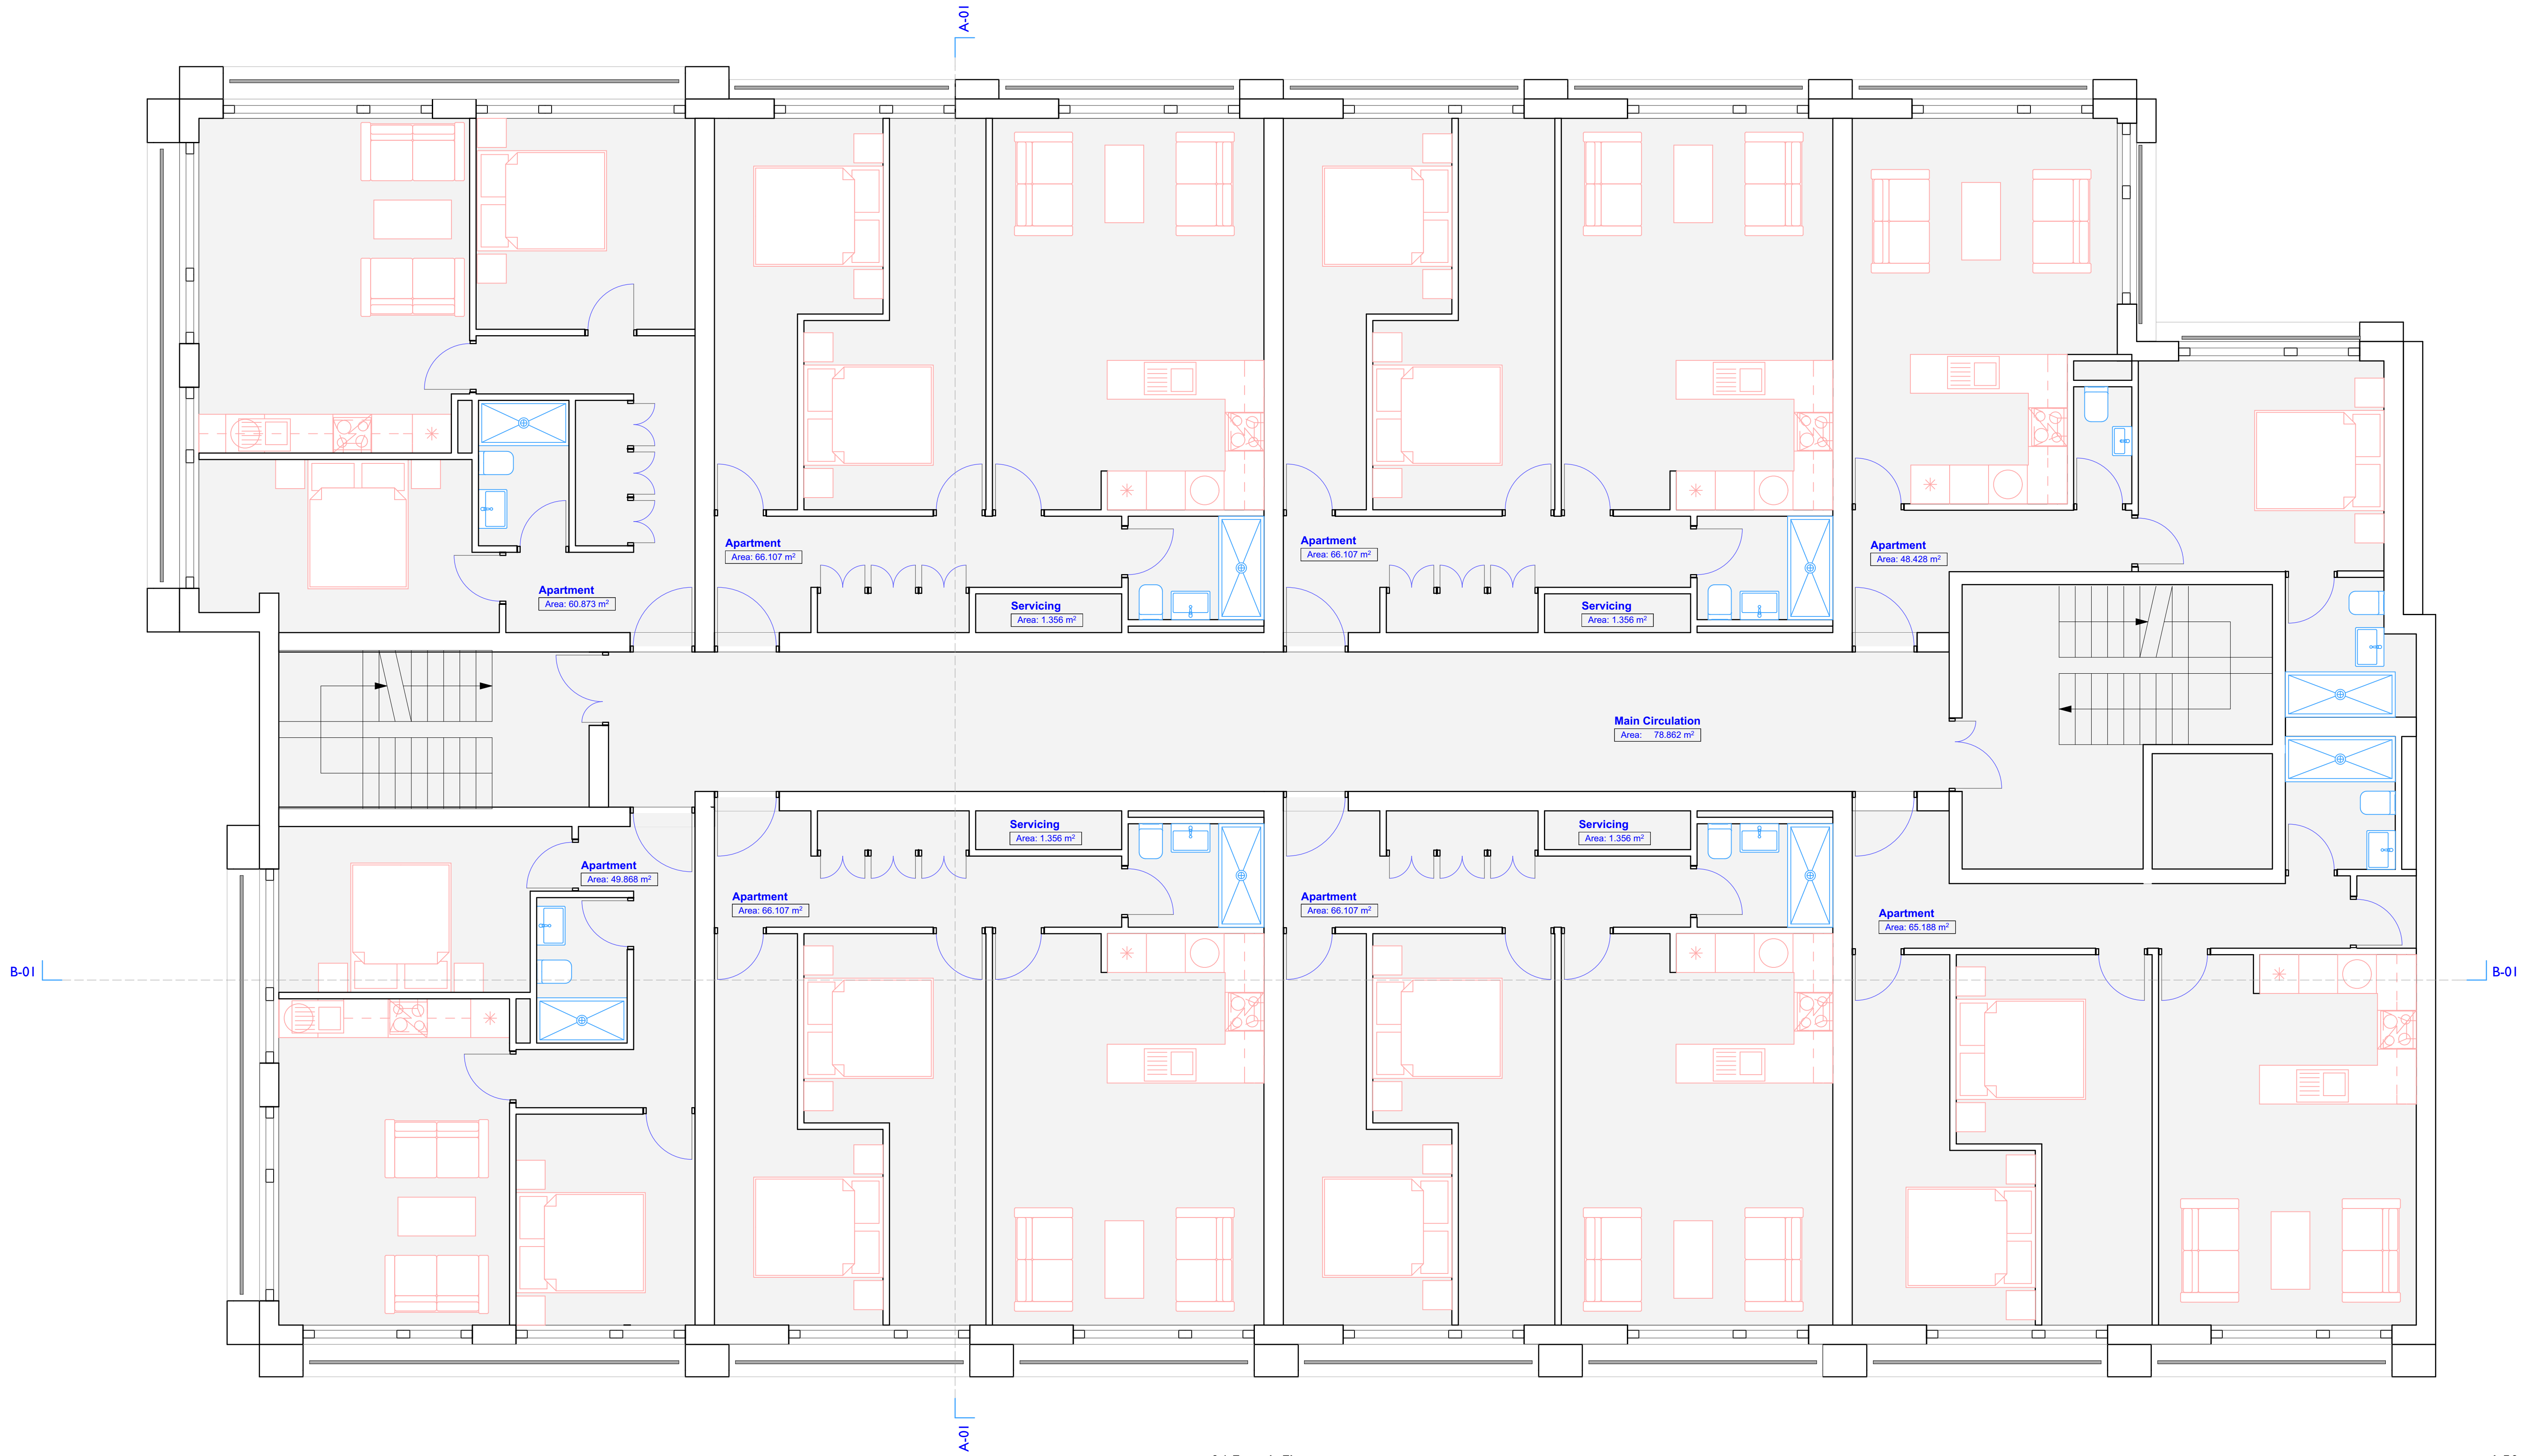 A-01
Apartment
Area: 66.107 m²
Apartment
Area: 66.107 m²
Apartment
Area: 48.428 m²
Apartment
Area: 60.873 m²
Servicing
Area: 1.356 m²
Servicing
Area: 1.356 m²
Main Circulation
Area: 78.862 m²
Servicing
Area: 1.356 m²
Servicing
Area: 1.356 m²
Apartment
Area: 49.868 m²
Apartment
Area: 66.107 m²
Apartment
Area: 66.107 m²
Apartment
Area: 65.188 m²
B-01
B-01
A-01